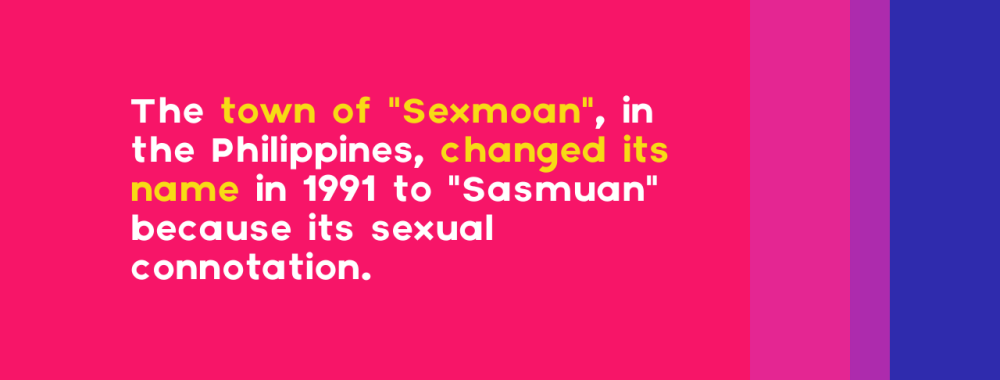 The town of "Sexmoan", in
the Philippines, changed its
name in 1991 to "Sasmuan"
because its sexual
connotation.